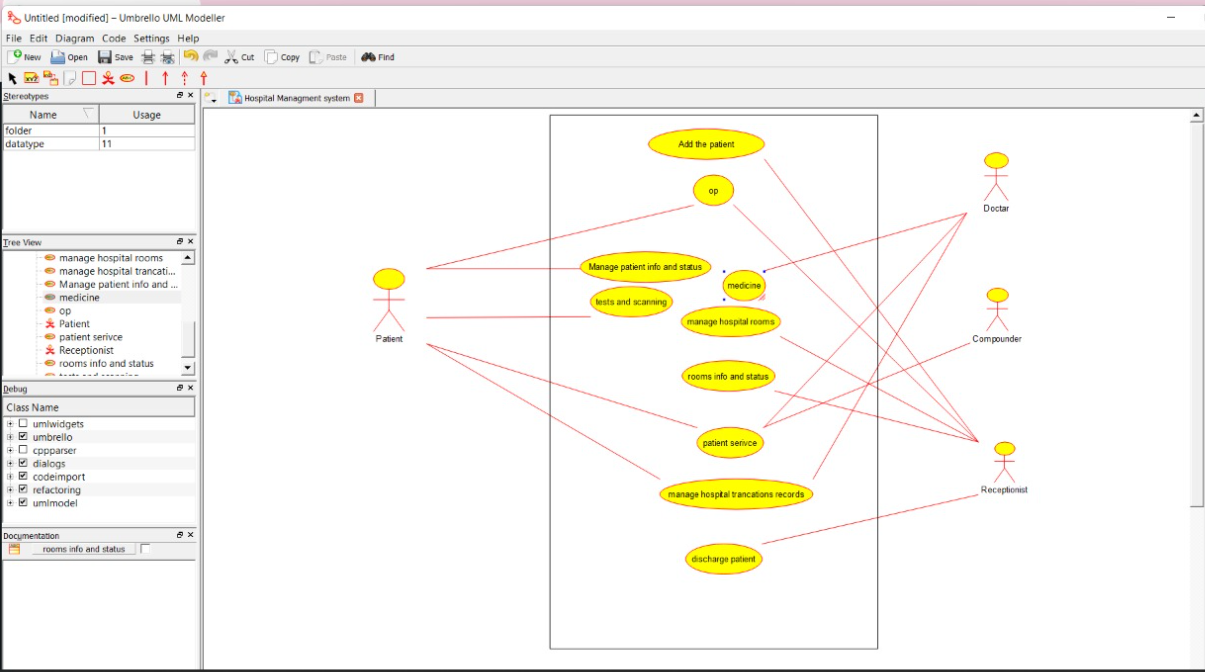 Untitled [modified] – Umbrello UML Modeller
File Edit Diagram Code Settings Help
New Open Save Cut Copy Paste Find
Stereotypes
Name Usage
folder 1
datatype 11
Tree View
manage hospital rooms
manage hospital trancati...
Manage patient info and ...
medicine
op
Patient
patient serivce
Receptionist
rooms info and status
Debug
Class Name
umlwidgets
umbrello
cppparser
dialogs
codeimport
refactoring
umlmodel
Documentation
rooms info and status
Hospital Managment system
Add the patient
op
Doctar
Manage patient info and status
medicine
tests and scanning
manage hospital rooms
Patient
Compounder
rooms info and status
patient serivce
manage hospital trancations records
Receptionist
discharge patient